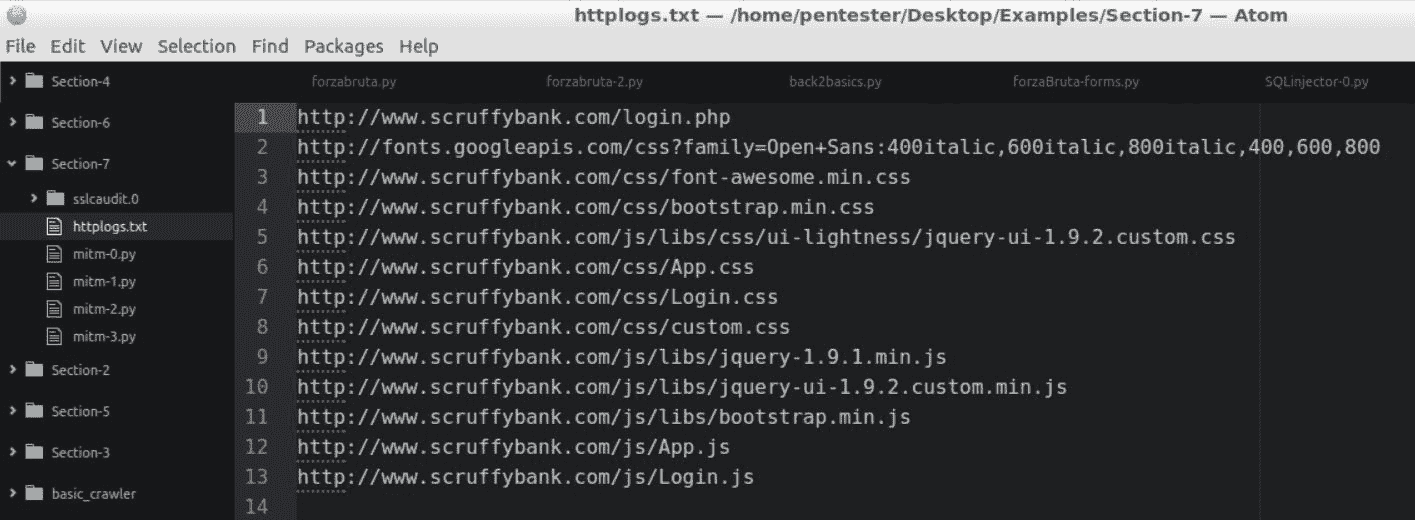 httplogs.txt — /home/pentester/Desktop/Examples/Section-7 — Atom
File Edit View Selection Find Packages Help
Section-4
Section-6
Section-7
sslcaudit.0
httplogs.txt
mitm-0.py
mitm-1.py
mitm-2.py
mitm-3.py
Section-2
Section-5
Section-3
basic_crawler
forzabruta.py forzabruta-2.py back2basics.py forzaBruta-forms.py SQLinjector-0.py
1 http://www.scruffybank.com/login.php
2 http://fonts.googleapis.com/css?family=Open+Sans:400italic,600italic,800italic,400,600,800
3 http://www.scruffybank.com/css/font-awesome.min.css
4 http://www.scruffybank.com/css/bootstrap.min.css
5 http://www.scruffybank.com/js/libs/css/ui-lightness/jquery-ui-1.9.2.custom.css
6 http://www.scruffybank.com/css/App.css
7 http://www.scruffybank.com/css/Login.css
8 http://www.scruffybank.com/css/custom.css
9 http://www.scruffybank.com/js/libs/jquery-1.9.1.min.js
10 http://www.scruffybank.com/js/libs/jquery-ui-1.9.2.custom.min.js
11 http://www.scruffybank.com/js/libs/bootstrap.min.js
12 http://www.scruffybank.com/js/App.js
13 http://www.scruffybank.com/js/Login.js
14